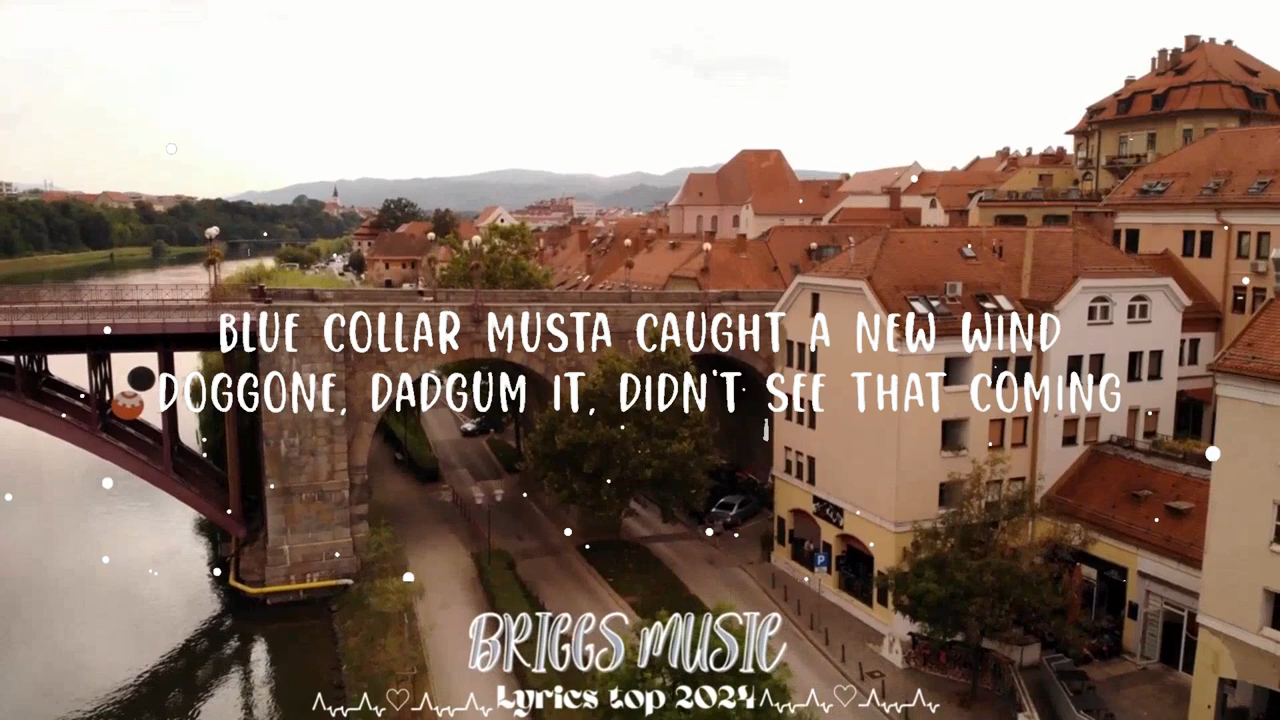 BLUE COLLAR MUSTA CAUGHT A NEW WIND
DOGGONE, DADGUM IT, DIDN'T SEE THAT COMING
P
BRIGGS MUSIC
Lyrics top 2024